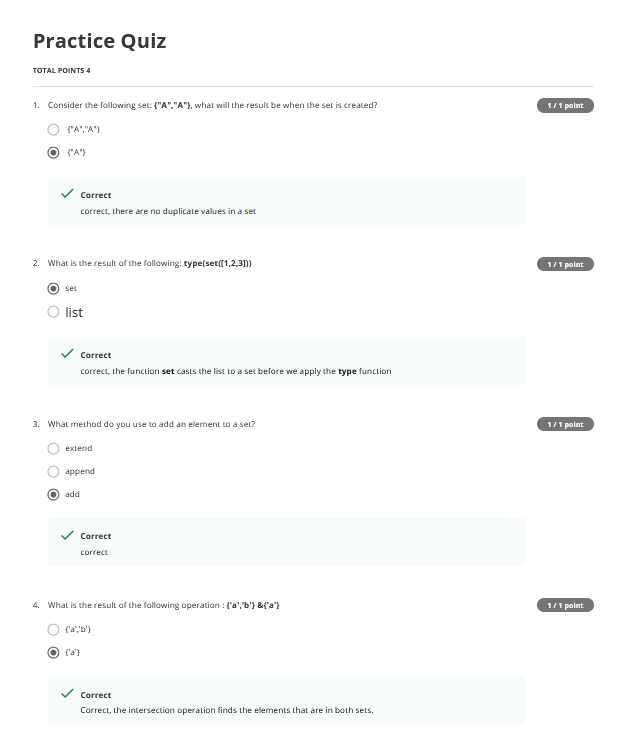 Practice Quiz
TOTAL POINTS 4
1. Consider the following set: {"A","A"}, what will the result be when the set is created?
1 / 1 point
{"A","A"}
{"A"}
Correct
correct, there are no duplicate values in a set
2. What is the result of the following: type(set([1,2,3]))
1 / 1 point
set
list
Correct
correct, the function set casts the list to a set before we apply the type function
3. What method do you use to add an element to a set?
1 / 1 point
extend
append
add
Correct
correct
4. What is the result of the following operation : {'a','b'} &{'a'}
1 / 1 point
{'a','b'}
{'a'}
Correct
Correct, the intersection operation finds the elements that are in both sets.